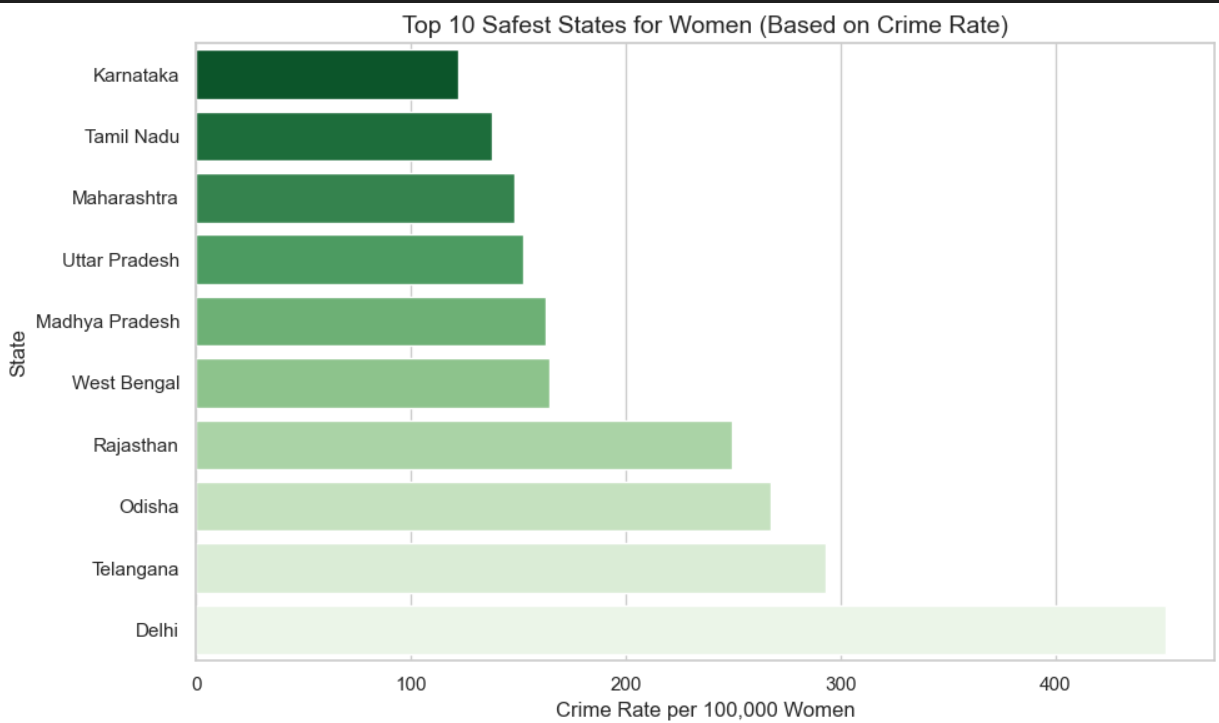 Top 10 Safest States for Women (Based on Crime Rate)
Karnataka
Tamil Nadu
Maharashtra
Uttar Pradesh
Madhya Pradesh
West Bengal
Rajasthan
Odisha
Telangana
Delhi
State
0 100 200 300 400
Crime Rate per 100,000 Women